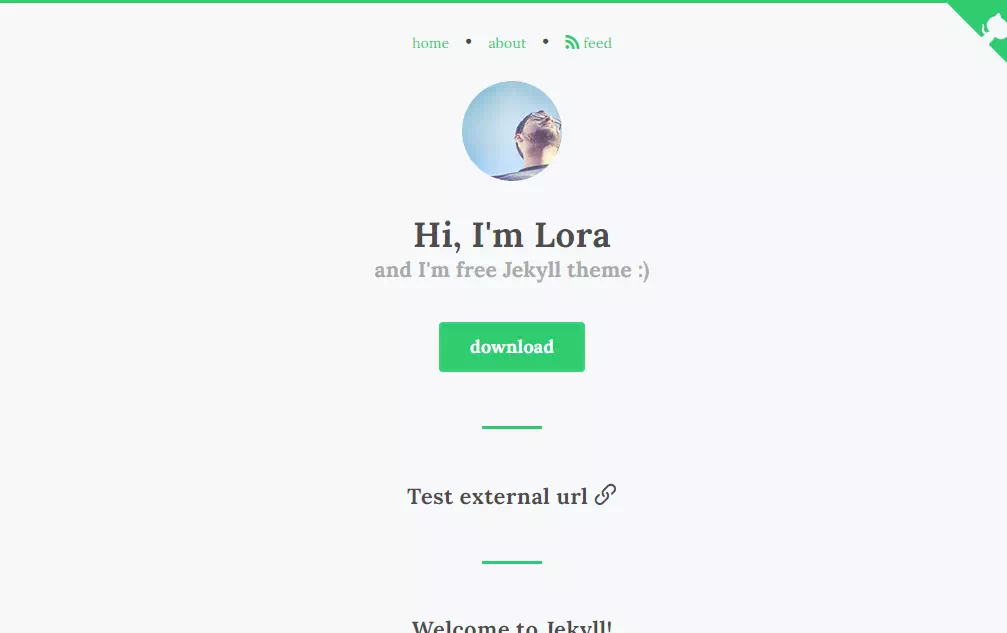 home • about • feed
Hi, I'm Lora
and I'm free Jekyll theme :)
download
Test external url
Welcome to Jekyll!